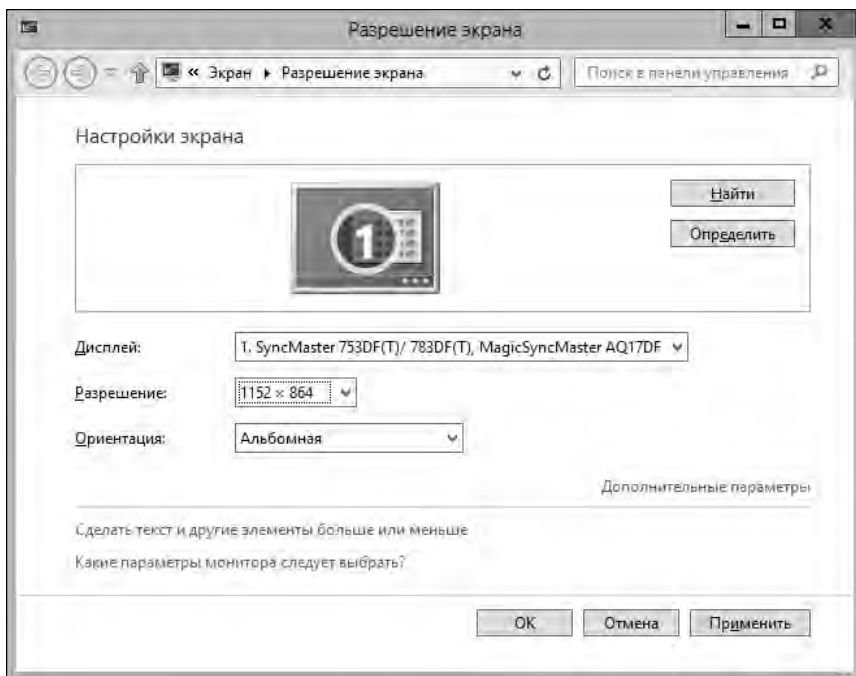 Разрешение экрана
« Экран Разрешение экрана Поиск в панели управления
Настройки экрана
1
Найти
Определить
Дисплей: 1. SyncMaster 753DF(T)/ 783DF(T), MagicSyncMaster AQ17DF
Разрешение: 1152 × 864
Ориентация: Альбомная
Дополнительные параметры
Сделать текст и другие элементы больше или меньше
Какие параметры монитора следует выбрать?
OK Отмена Применить